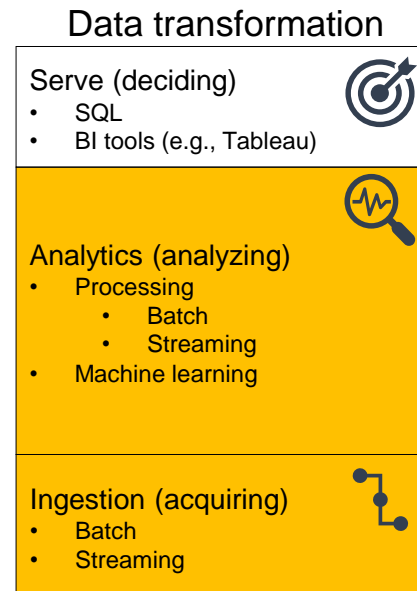 Data transformation
Serve (deciding)
• SQL
• BI tools (e.g., Tableau)
Analytics (analyzing)
• Processing
• Batch
• Streaming
• Machine learning
Ingestion (acquiring)
• Batch
• Streaming